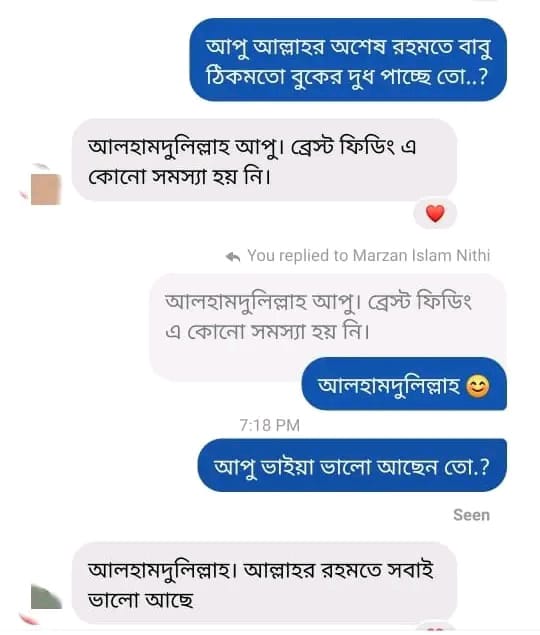 আপু আল্লাহর অশেষ রহমতে বাবু
ঠিকমতো বুকের দুধ পাচ্ছে তো..?
আলহামদুলিল্লাহ আপু। ব্রেস্ট ফিডিং এ
কোনো সমস্যা হয় নি।
You replied to Marzan Islam Nithi
আলহামদুলিল্লাহ আপু। ব্রেস্ট ফিডিং
এ কোনো সমস্যা হয় নি।
আলহামদুলিল্লাহ 😊
7:18 PM
আপু ভাইয়া ভালো আছেন তো.?
Seen
আলহামদুলিল্লাহ। আল্লাহর রহমতে সবাই
ভালো আছে